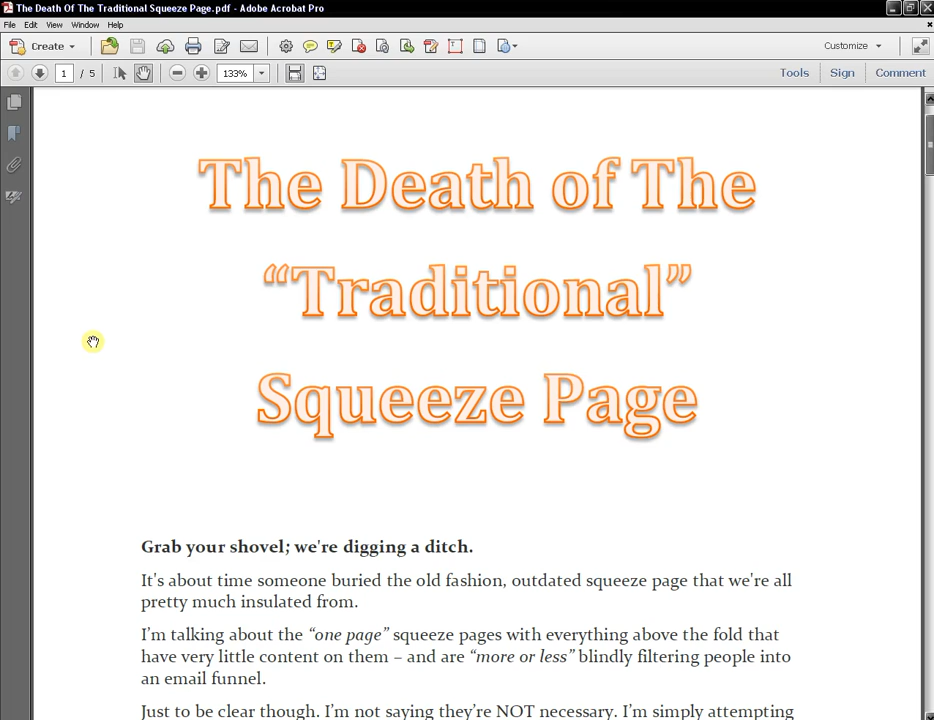 The Death Of The Traditional Squeeze Page.pdf - Adobe Acrobat Pro
File Edit View Window Help
Create Customize
1 / 5 133% Tools Sign Comment
The Death of The
“Traditional”
Squeeze Page
Grab your shovel; we're digging a ditch.
It's about time someone buried the old fashion, outdated squeeze page that we're all
pretty much insulated from.
I’m talking about the “one page” squeeze pages with everything above the fold that
have very little content on them – and are “more or less” blindly filtering people into
an email funnel.
Just to be clear though. I’m not saying they’re NOT necessary. I’m simply attempting